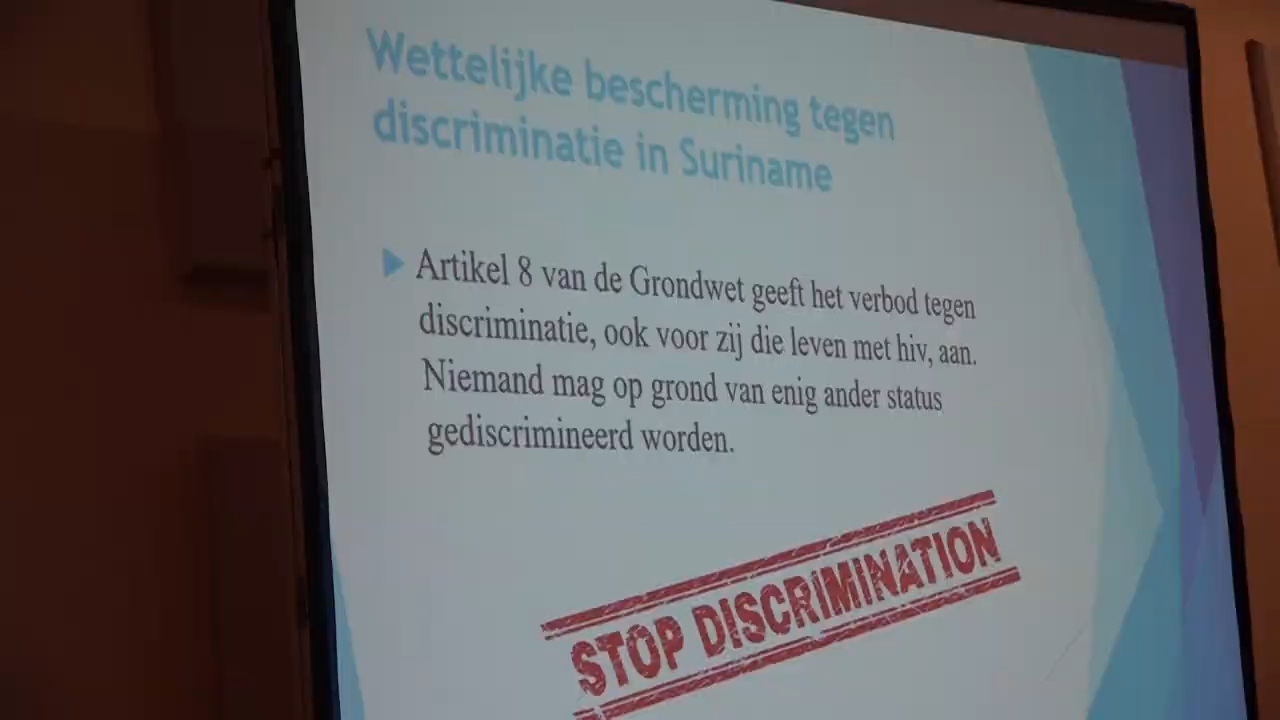 Wettelijke bescherming tegen
discriminatie in Suriname
Artikel 8 van de Grondwet geeft het verbod tegen
discriminatie, ook voor zij die leven met hiv, aan.
Niemand mag op grond van enig ander status
gediscrimineerd worden.
STOP DISCRIMINATION